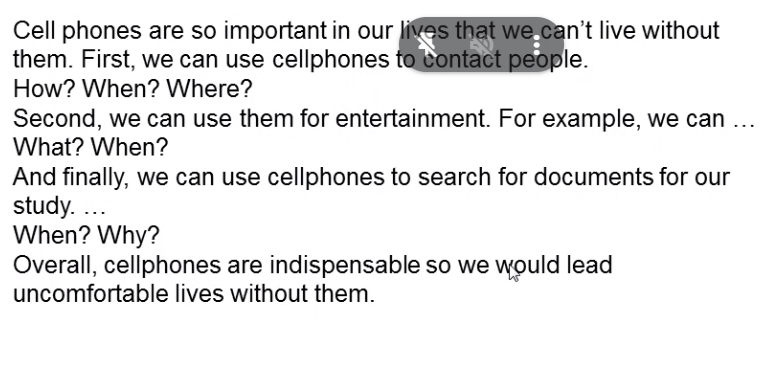 Cell phones are so important in our lives that we can't live without
them. First, we can use cellphones to contact people.
How? When? Where?
Second, we can use them for entertainment. For example, we can …
What? When?
And finally, we can use cellphones to search for documents for our
study. …
When? Why?
Overall, cellphones are indispensable so we would lead
uncomfortable lives without them.